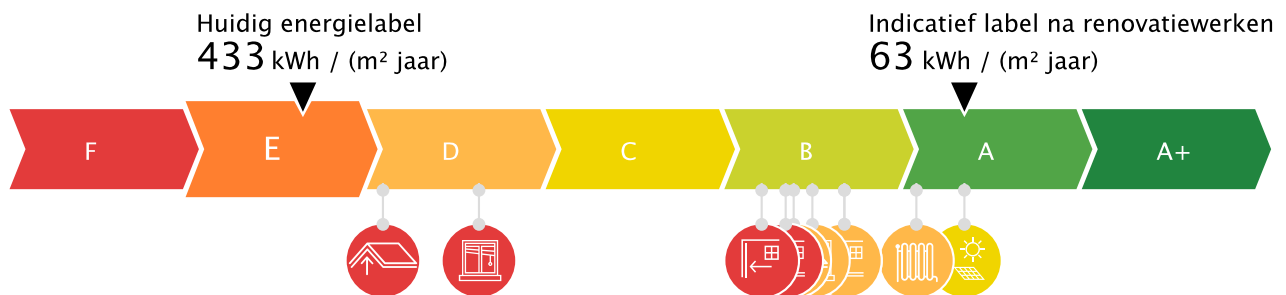 Huidig energielabel
433 kWh / (m² jaar)
Indicatief label na renovatiewerken
63 kWh / (m² jaar)
F E D C B A A+